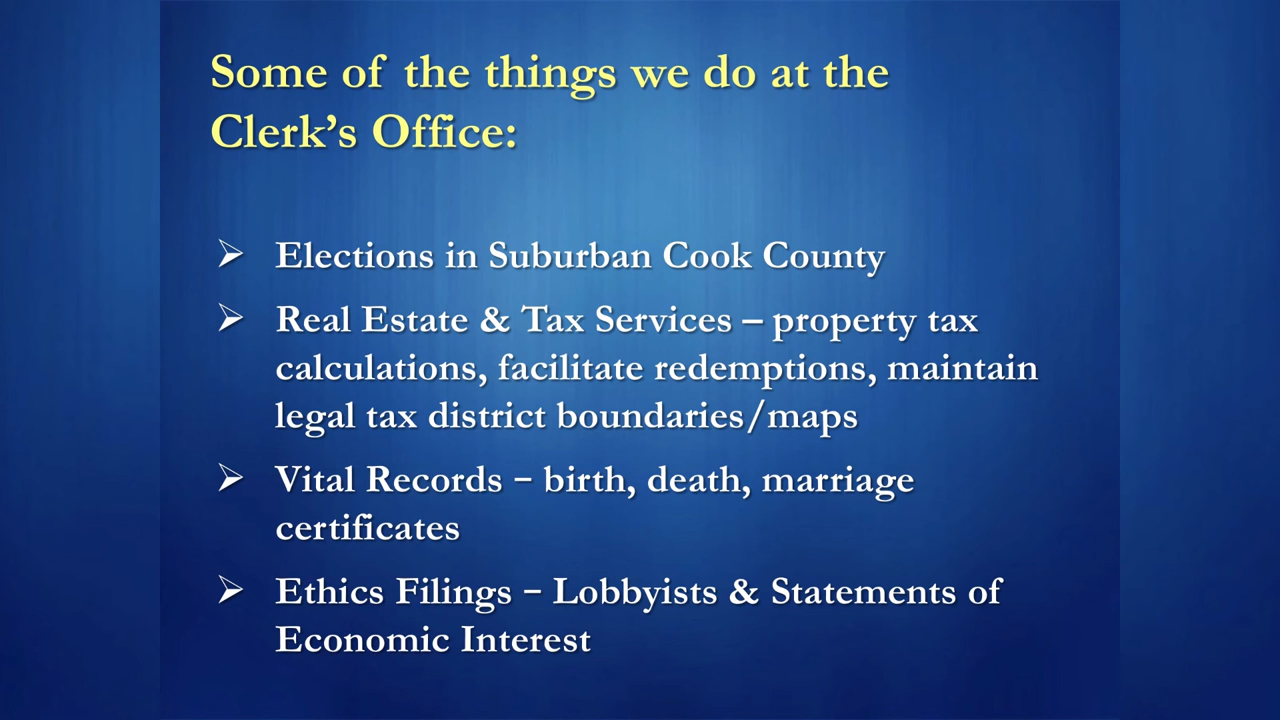 Some of the things we do at the
Clerk’s Office:
➢ Elections in Suburban Cook County
➢ Real Estate & Tax Services – property tax
calculations, facilitate redemptions, maintain
legal tax district boundaries/maps
➢ Vital Records – birth, death, marriage
certificates
➢ Ethics Filings – Lobbyists & Statements of
Economic Interest